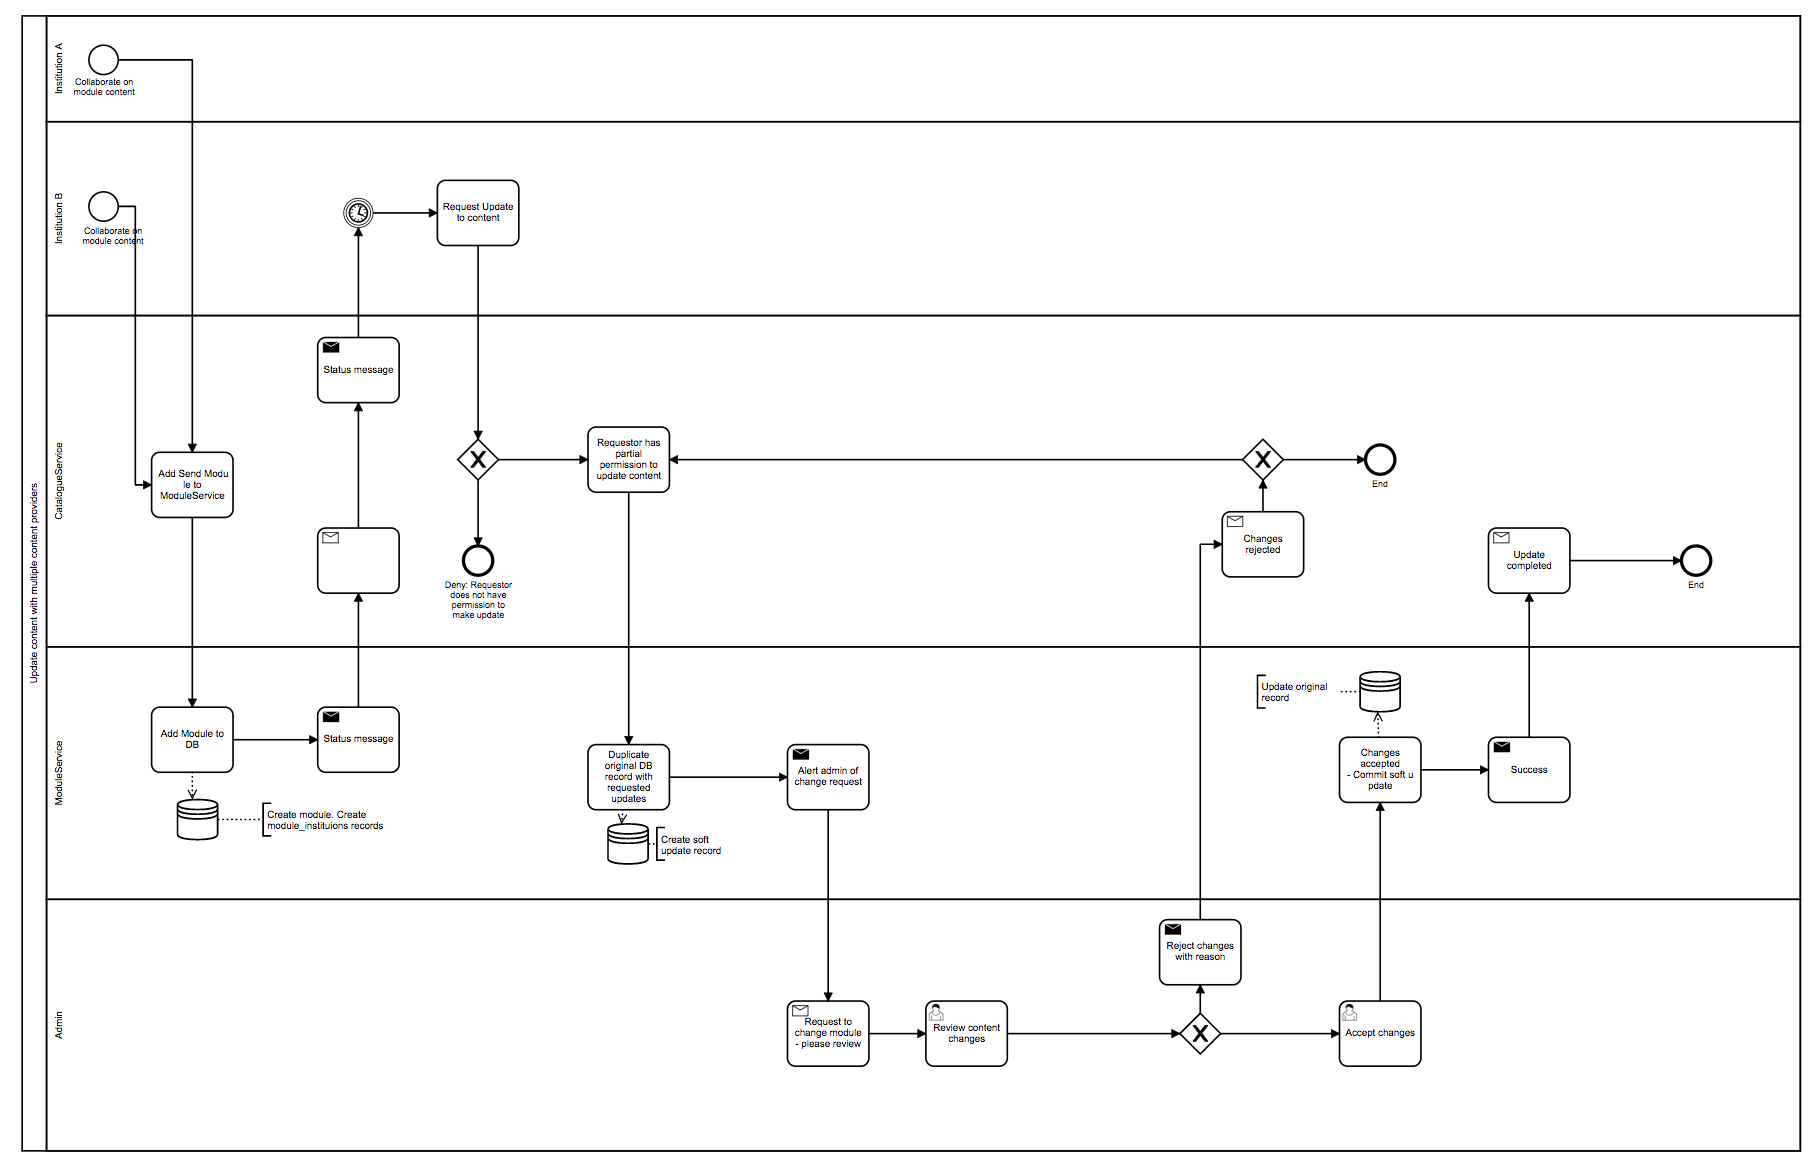 Update content with multiple content providers
Institution A
Collaborate on
module content
Institution B
Collaborate on
module content
Request Update
to content
CatalogueService
Status message
Add Send Modu
le to
ModuleService
Requestor has
partial
permission to
update content
X
X
End
Changes
rejected
Update
completed
End
Deny: Requestor
does not have
permission to
make update
ModuleService
Add Module to
DB
Status message
Create module. Create
module_instituions records
Duplicate
original DB
record with
requested
updates
Create soft
update record
Alert admin of
change request
Update original
record
Changes
accepted
- Commit soft u
pdate
Success
Admin
Reject changes
with reason
Request to
change module
- please review
Review content
changes
X
Accept changes